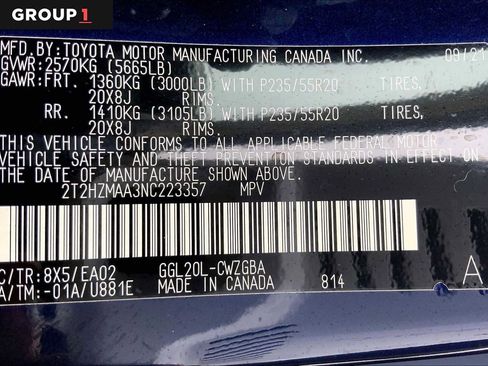 GROUP 1
MFD. BY: TOYOTA MOTOR MANUFACTURING CANADA INC. 09/21
GVWR: 2570KG (5665LB)
GAWR: FRT. 1360KG (3000LB) WITH P235/55R20 TIRES,
20X8J RIMS.
RR. 1410KG (3105LB) WITH P235/55R20 TIRES,
20X8J RIMS.
THIS VEHICLE CONFORMS TO ALL APPLICABLE FEDERAL MOTOR
VEHICLE SAFETY AND THEFT PREVENTION STANDARDS IN EFFECT ON
THE DATE OF MANUFACTURE SHOWN ABOVE.
2T2HZMAA3NC223357 MPV
C/TR: 8X5/EA02 GGL20L-CWZGBA A
A/TM: -01A/U881E MADE IN CANADA 814